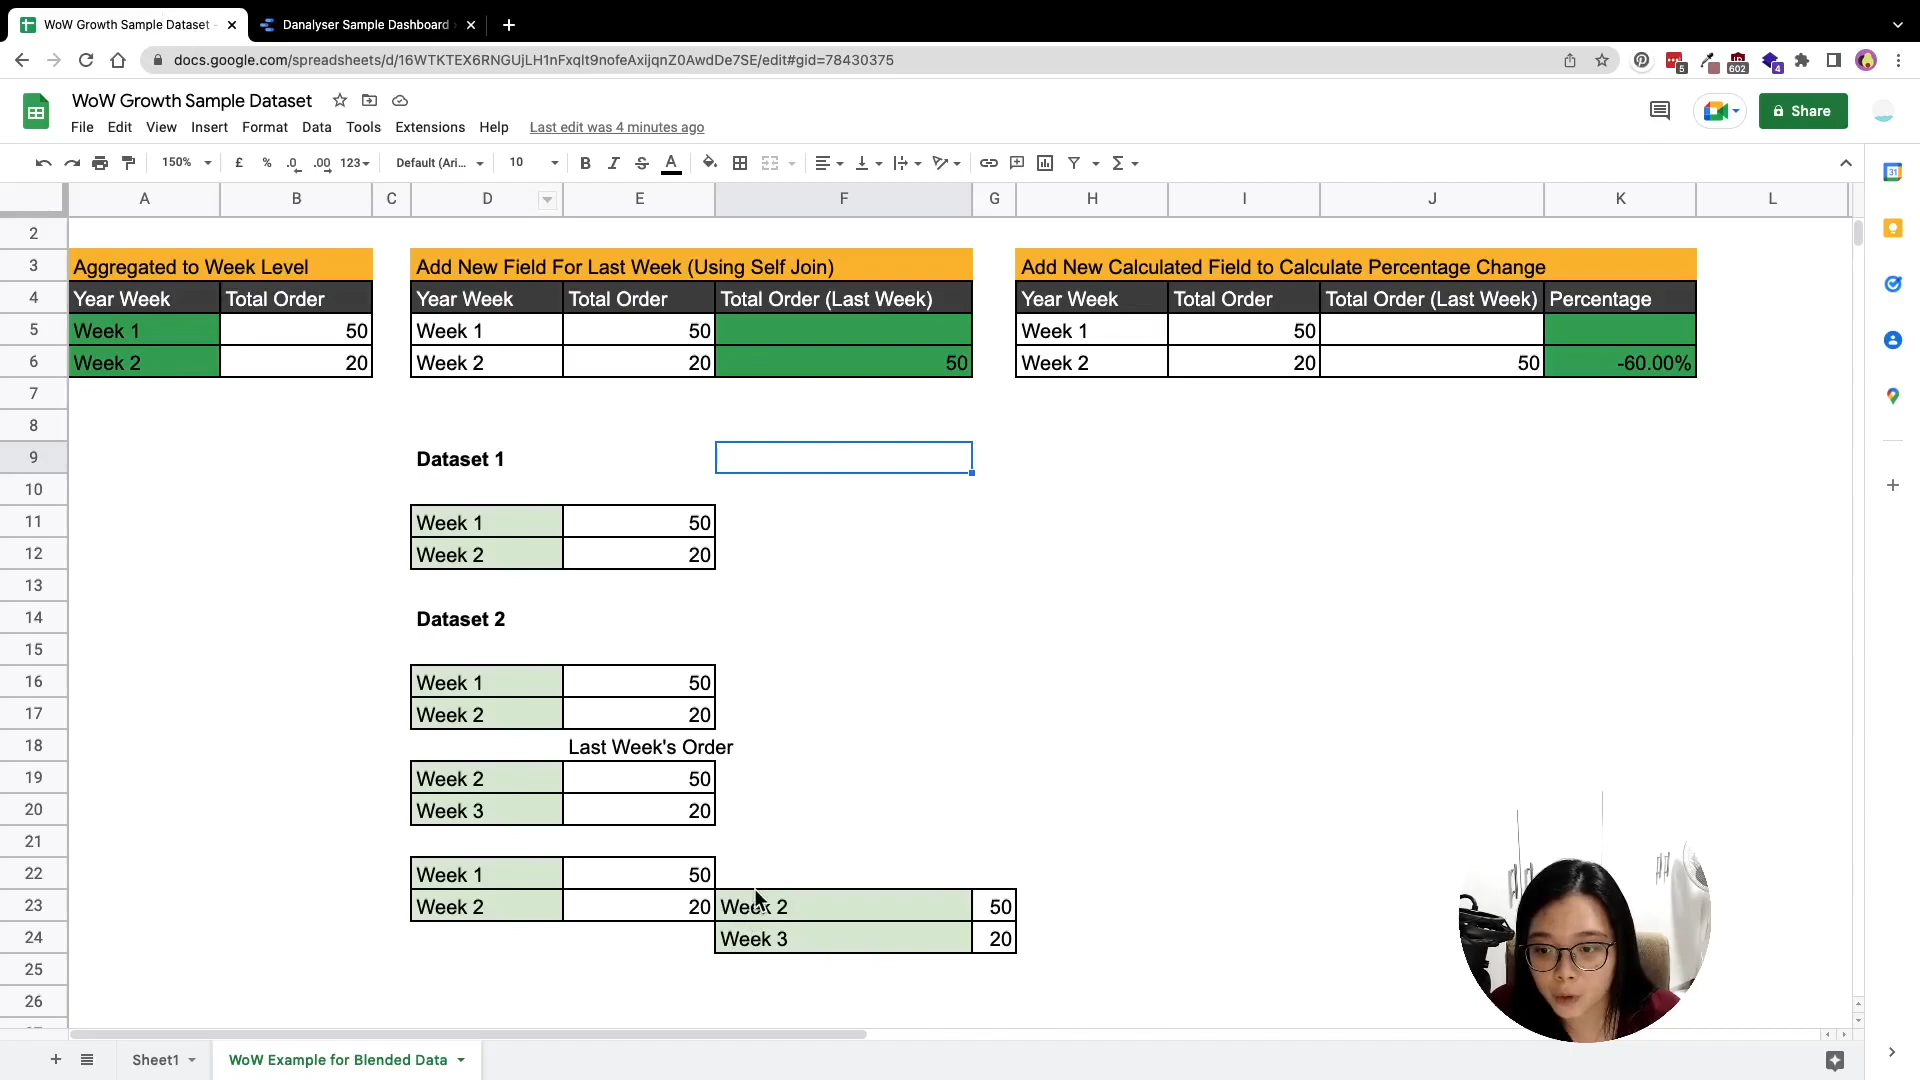 WoW Growth Sample Dataset -
Danalyser Sample Dashboard
docs.google.com/spreadsheets/d/16WTKTEX6RNGUjLH1nFxqIt9nofeAxijqnZ0AwdDe7SE/edit#gid=78430375
5
602
4
WoW Growth Sample Dataset
File Edit View Insert Format Data Tools Extensions Help Last edit was 4 minutes ago
Share
150% £ % .0 .00 123 Default (Ari... 10 B I S A Σ
31
A B C D E F G H I J K L
2
3 Aggregated to Week Level Add New Field For Last Week (Using Self Join) Add New Calculated Field to Calculate Percentage Change
4 Year Week Total Order Year Week Total Order Total Order (Last Week) Year Week Total Order Total Order (Last Week) Percentage
5 Week 1 50 Week 1 50 Week 1 50
6 Week 2 20 Week 2 20 50 Week 2 20 50 -60.00%
7
8
9 Dataset 1
10
11 Week 1 50
12 Week 2 20
13
14 Dataset 2
15
16 Week 1 50
17 Week 2 20
18 Last Week's Order
19 Week 2 50
20 Week 3 20
21
22 Week 1 50
23 Week 2 20 Week 2 50
24 Week 3 20
25
26
Sheet1 WoW Example for Blended Data